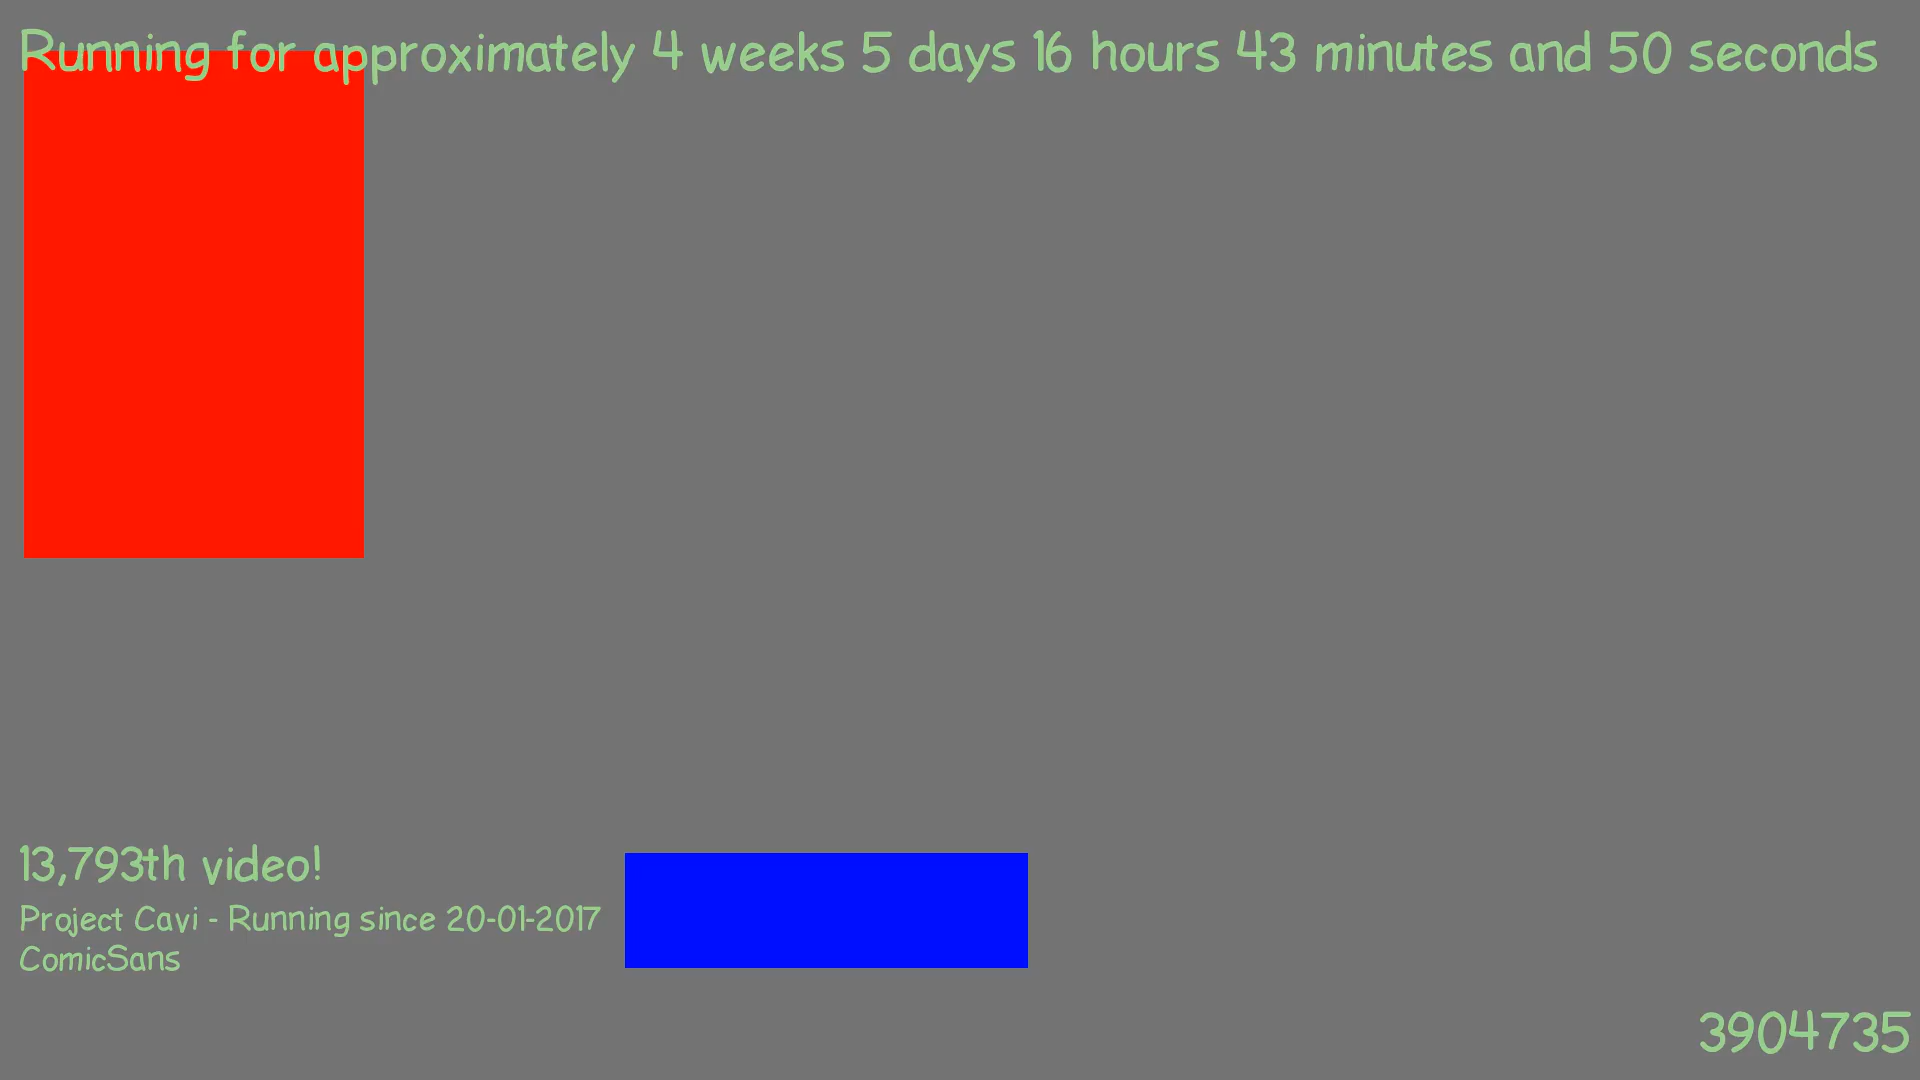 Running for approximately 4 weeks 5 days 16 hours 43 minutes and 50 seconds
13,793th video!
Project Cavi - Running since 20-01-2017
ComicSans
3904735